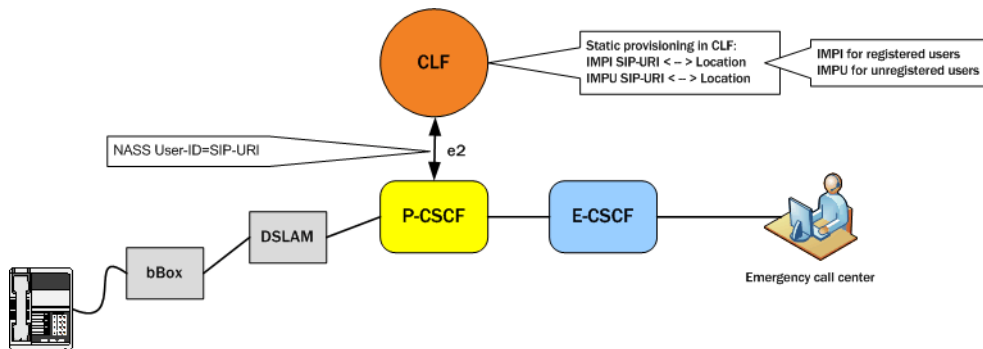 CLF
Static provisioning in CLF:
IMPI SIP-URI < -- > Location
IMPU SIP-URI < -- > Location
IMPI for registered users
IMPU for unregistered users
NASS User-ID=SIP-URI
e2
P-CSCF
E-CSCF
DSLAM
bBox
Emergency call center